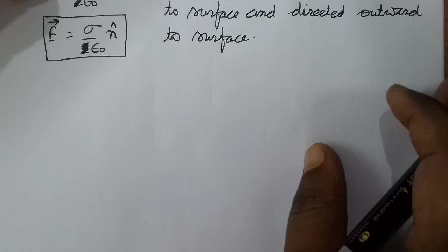 to surface and directed outward
to surface.
E⃗ = σ/ε₀ n̂